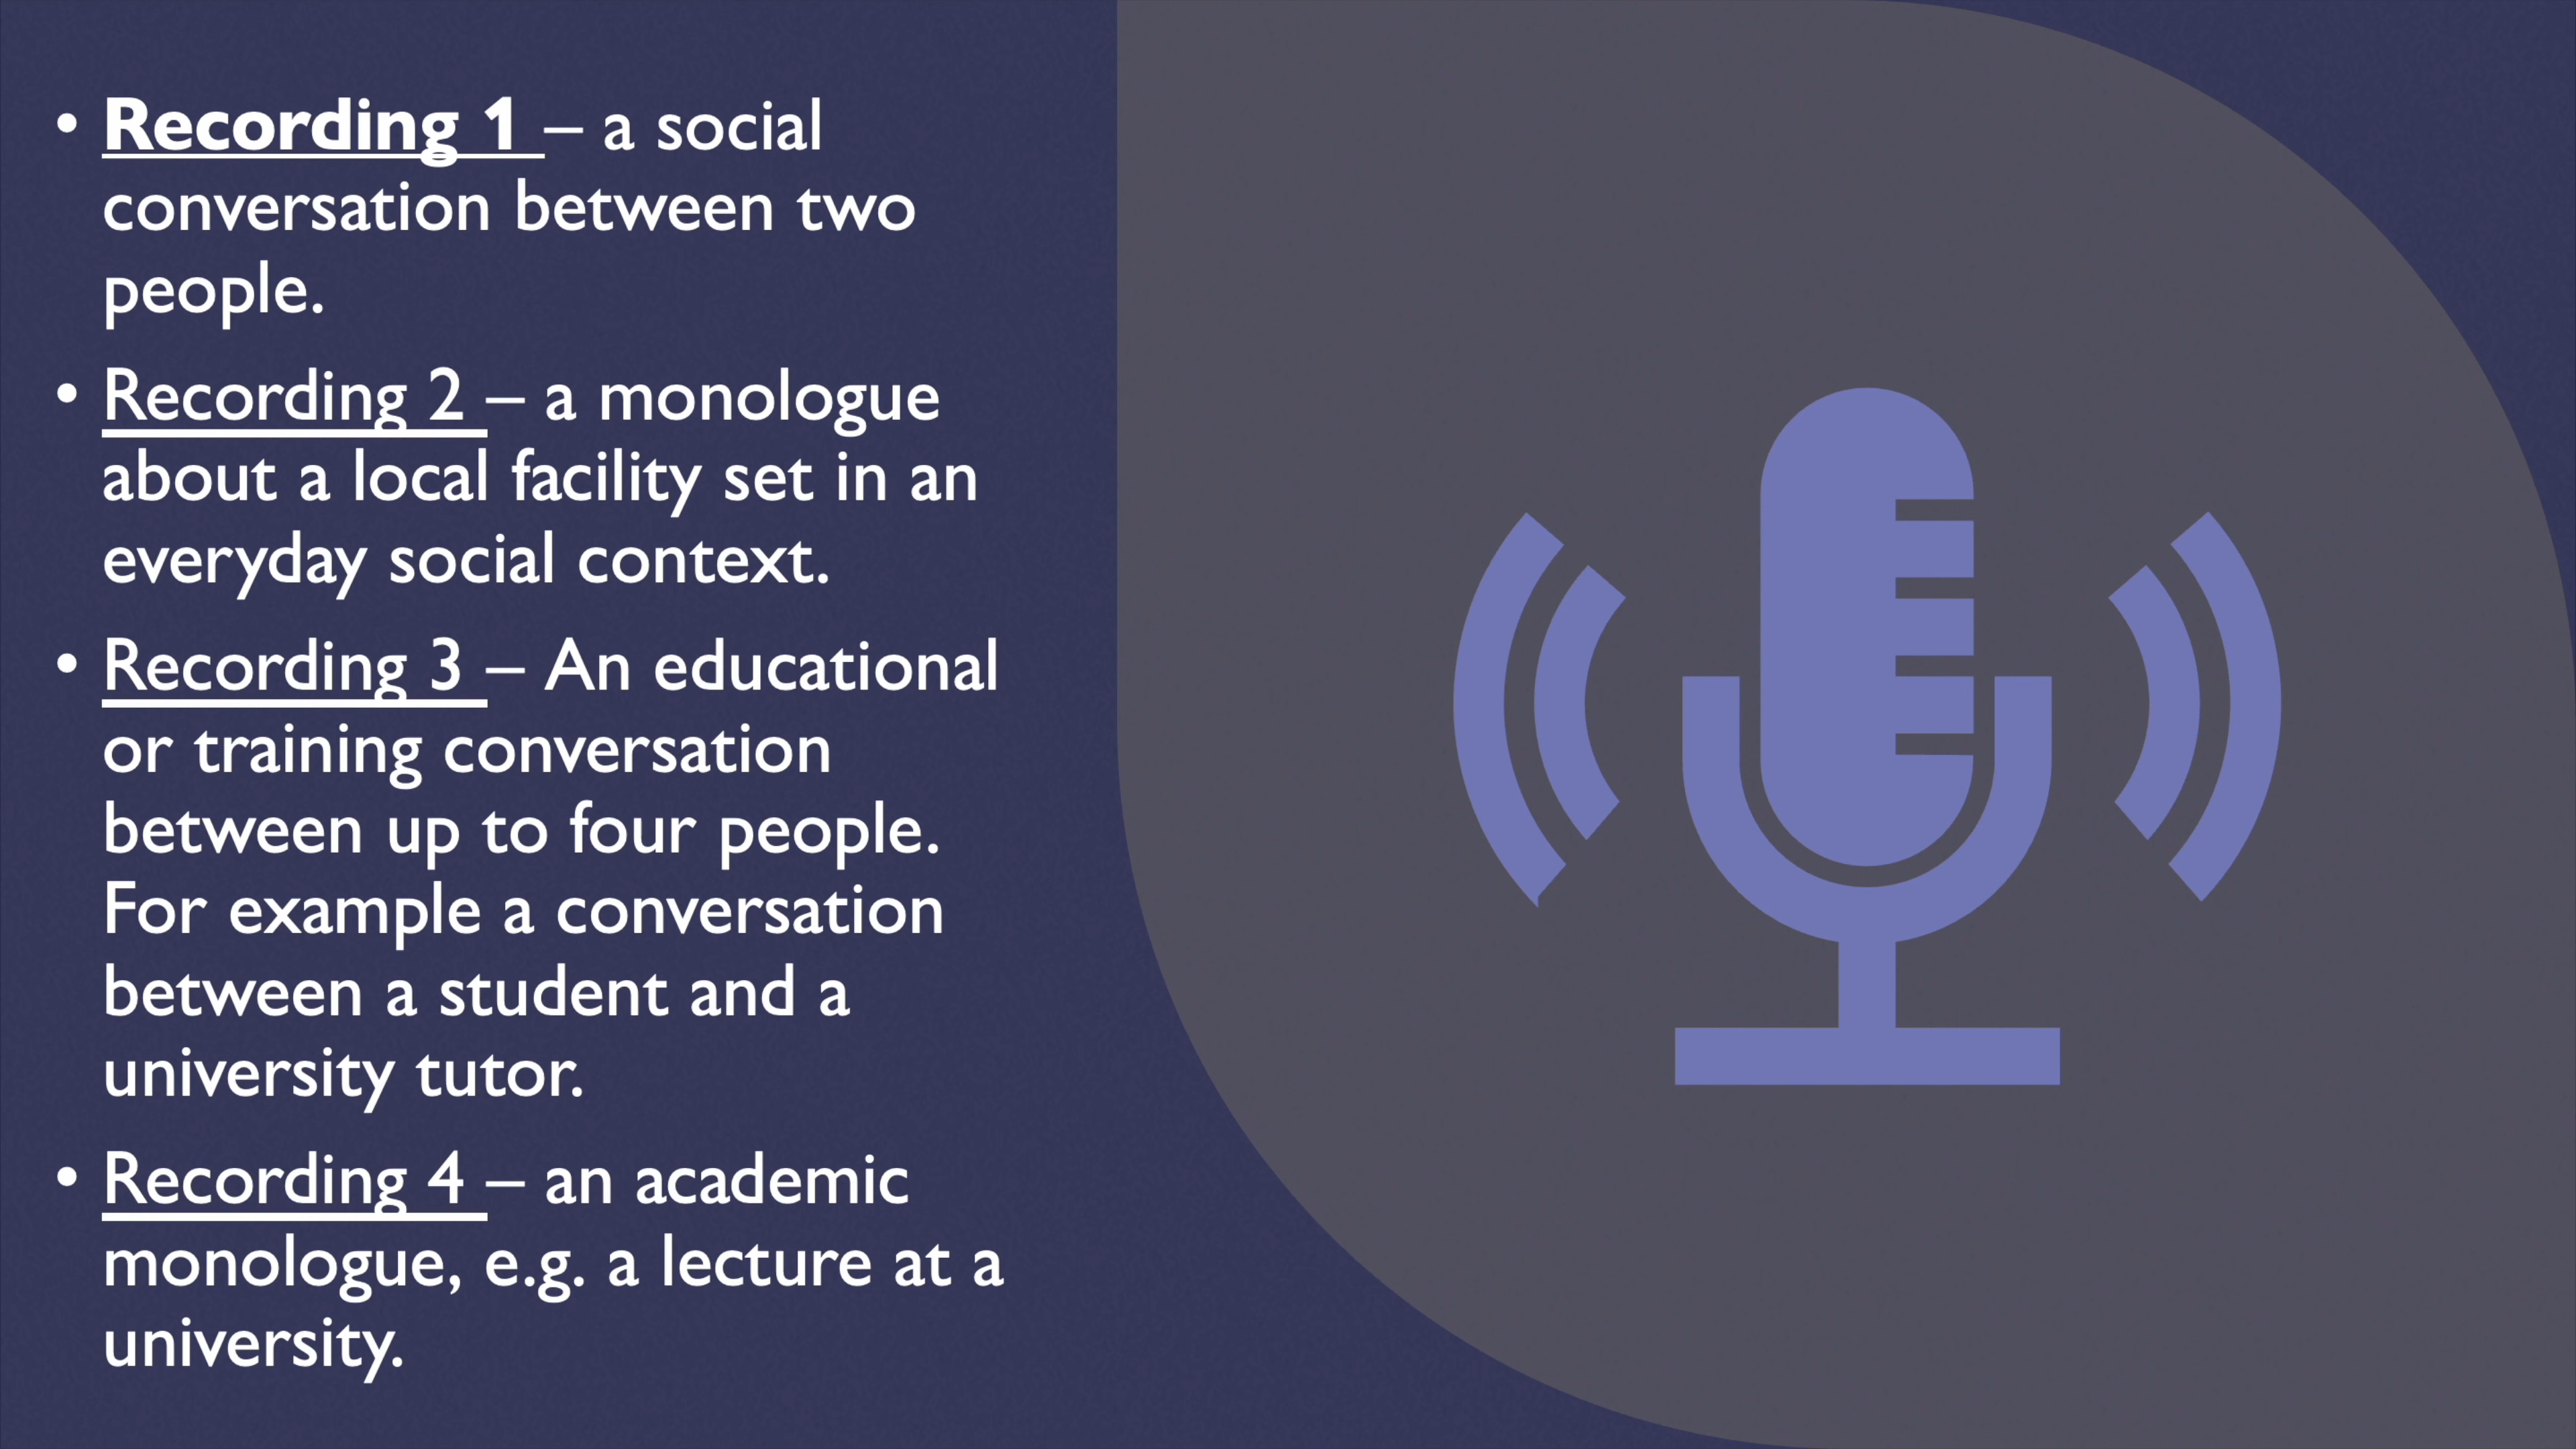 • Recording 1 – a social
conversation between two
people.
• Recording 2 – a monologue
about a local facility set in an
everyday social context.
• Recording 3 – An educational
or training conversation
between up to four people.
For example a conversation
between a student and a
university tutor.
• Recording 4 – an academic
monologue, e.g. a lecture at a
university.